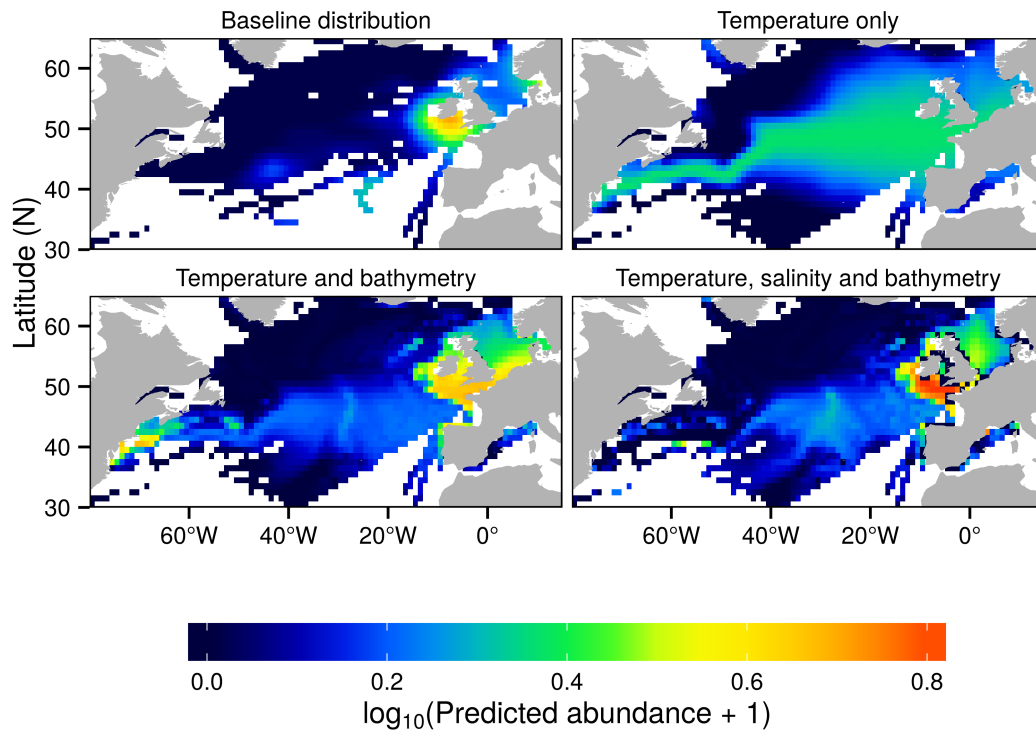 Baseline distribution
Temperature only
60
50
40
30
Latitude (N)
Temperature and bathymetry
Temperature, salinity and bathymetry
60
50
40
30
60°W 40°W 20°W 0° 60°W 40°W 20°W 0°
0.0 0.2 0.4 0.6 0.8
log₁₀(Predicted abundance + 1)